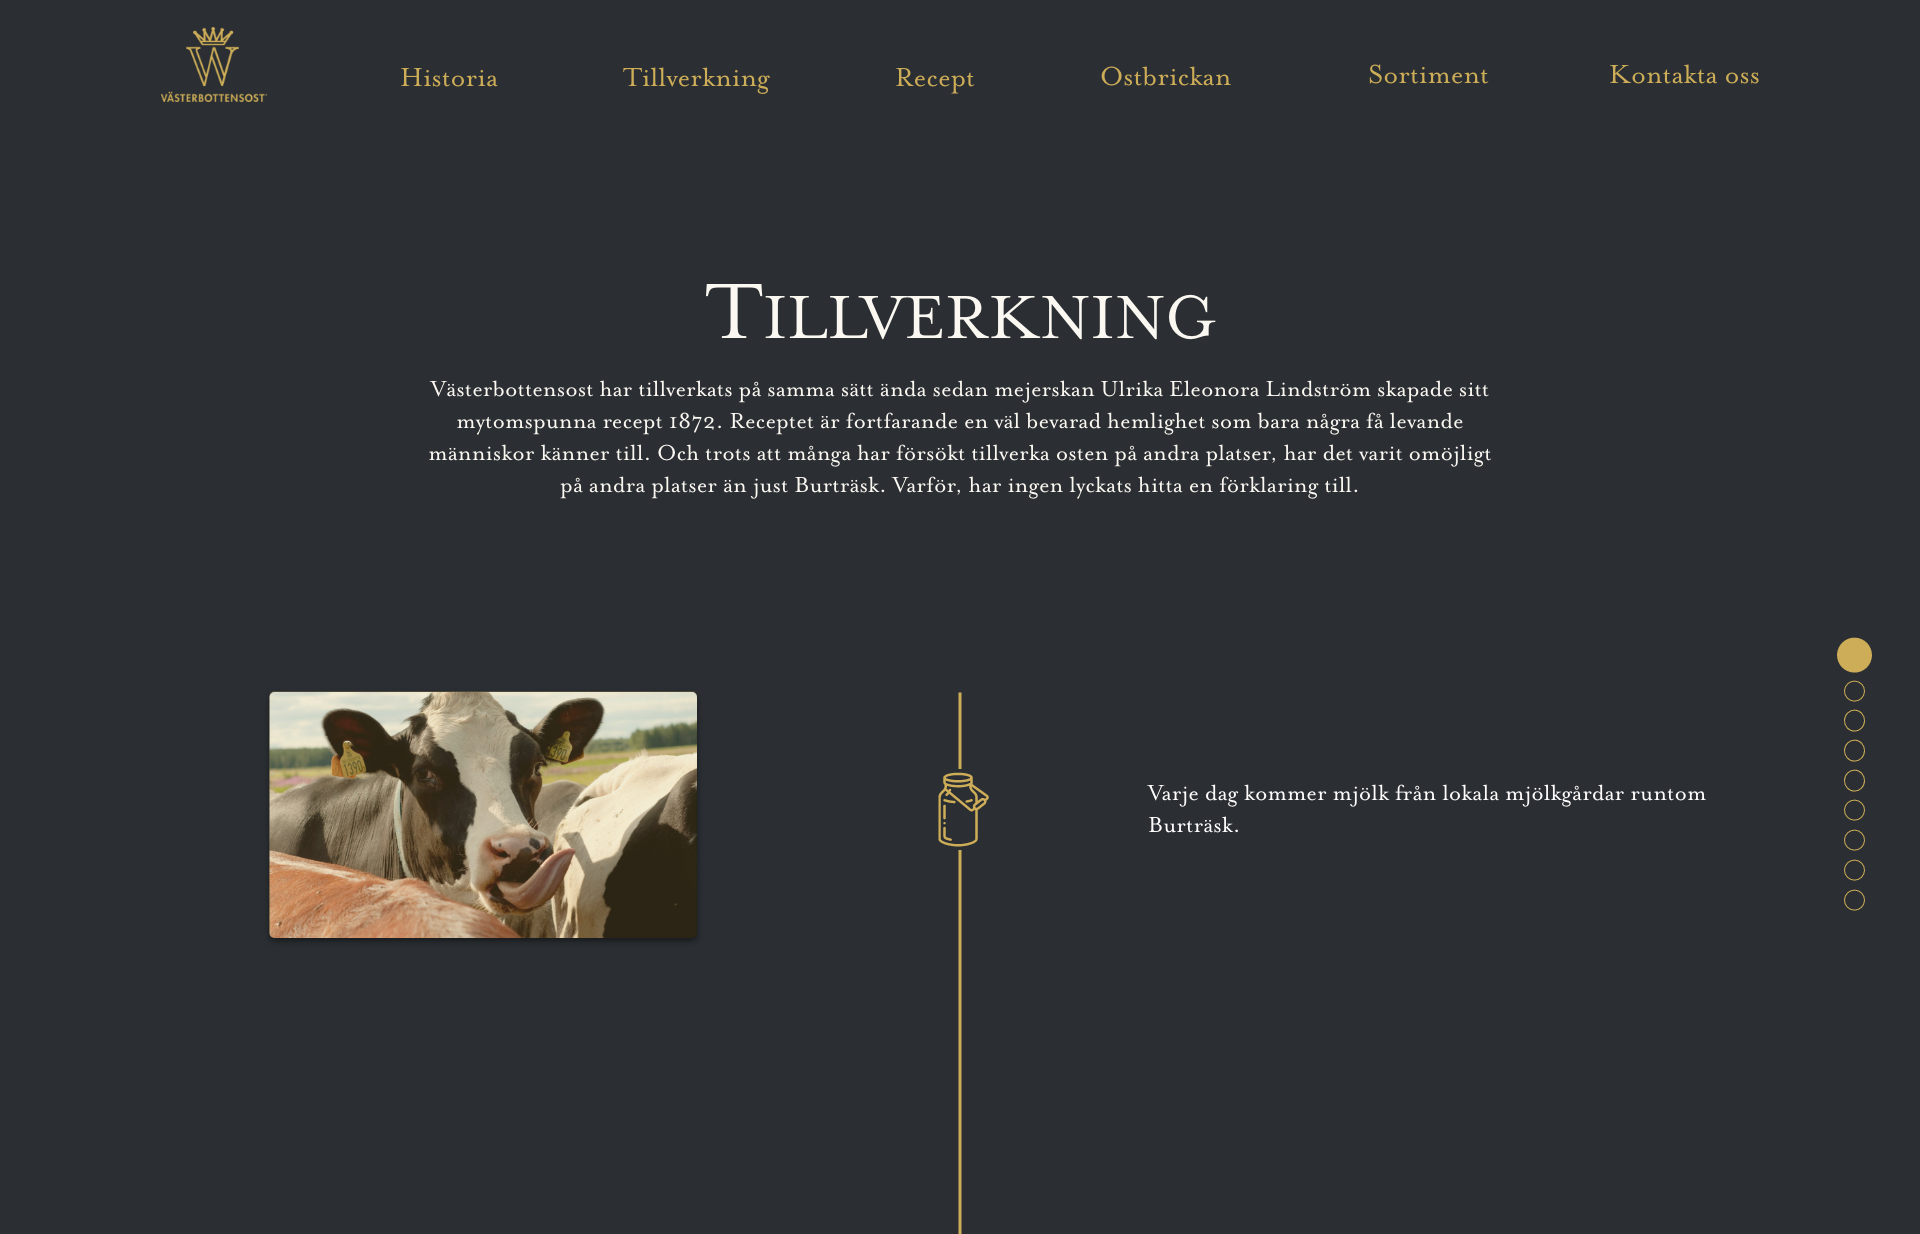 VÄSTERBOTTENSOST
Historia
Tillverkning
Recept
Ostbrickan
Sortiment
Kontakta oss
TILLVERKNING
Västerbottensost har tillverkats på samma sätt ända sedan mejerskan Ulrika Eleonora Lindström skapade sitt
mytomspunna recept 1872. Receptet är fortfarande en väl bevarad hemlighet som bara några få levande
människor känner till. Och trots att många har försökt tillverka osten på andra platser, har det varit omöjligt
på andra platser än just Burträsk. Varför, har ingen lyckats hitta en förklaring till.
1390
Varje dag kommer mjölk från lokala mjölkgårdar runtom
Burträsk.